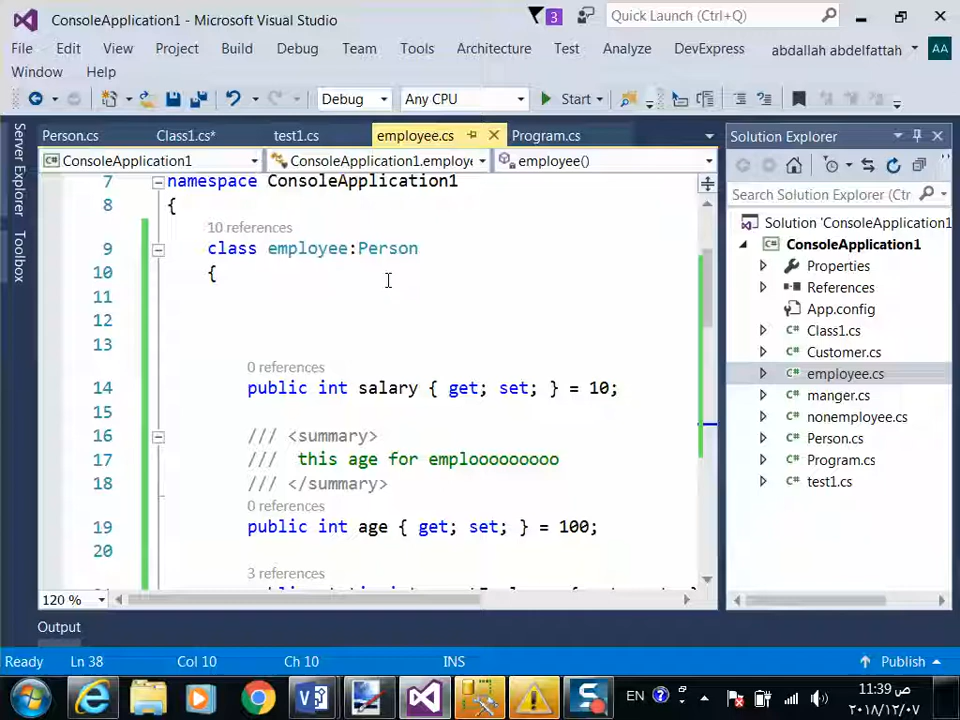 ConsoleApplication1 - Microsoft Visual Studio
3
Quick Launch (Ctrl+Q)
File Edit View Project Build Debug Team Tools Architecture Test Analyze DevExpress abdallah abdelfattah AA
Window Help
Debug Any CPU Start
Server Explorer
Toolbox
Person.cs Class1.cs* test1.cs employee.cs Program.cs
ConsoleApplication1 ConsoleApplication1.employe employee()
7 namespace ConsoleApplication1
8 {
10 references
9 class employee:Person
10 {
11
12
13
0 references
14 public int salary { get; set; } = 10;
15
16 /// <summary>
17 /// this age for emplooooooooo
18 /// </summary>
0 references
19 public int age { get; set; } = 100;
20
3 references
120 %
Solution Explorer
Search Solution Explorer (Ctrl
Solution 'ConsoleApplication1
ConsoleApplication1
Properties
References
App.config
Class1.cs
Customer.cs
employee.cs
manger.cs
nonemployee.cs
Person.cs
Program.cs
test1.cs
Output
Ready Ln 38 Col 10 Ch 10 INS Publish
EN
11:39 ص
٢٠١٨/١٢/٠٧